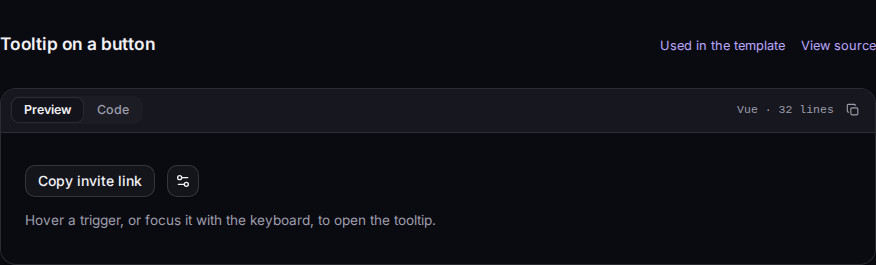 Tooltip on a button
Used in the template View source
Preview Code
Vue · 32 lines
Copy invite link
Hover a trigger, or focus it with the keyboard, to open the tooltip.